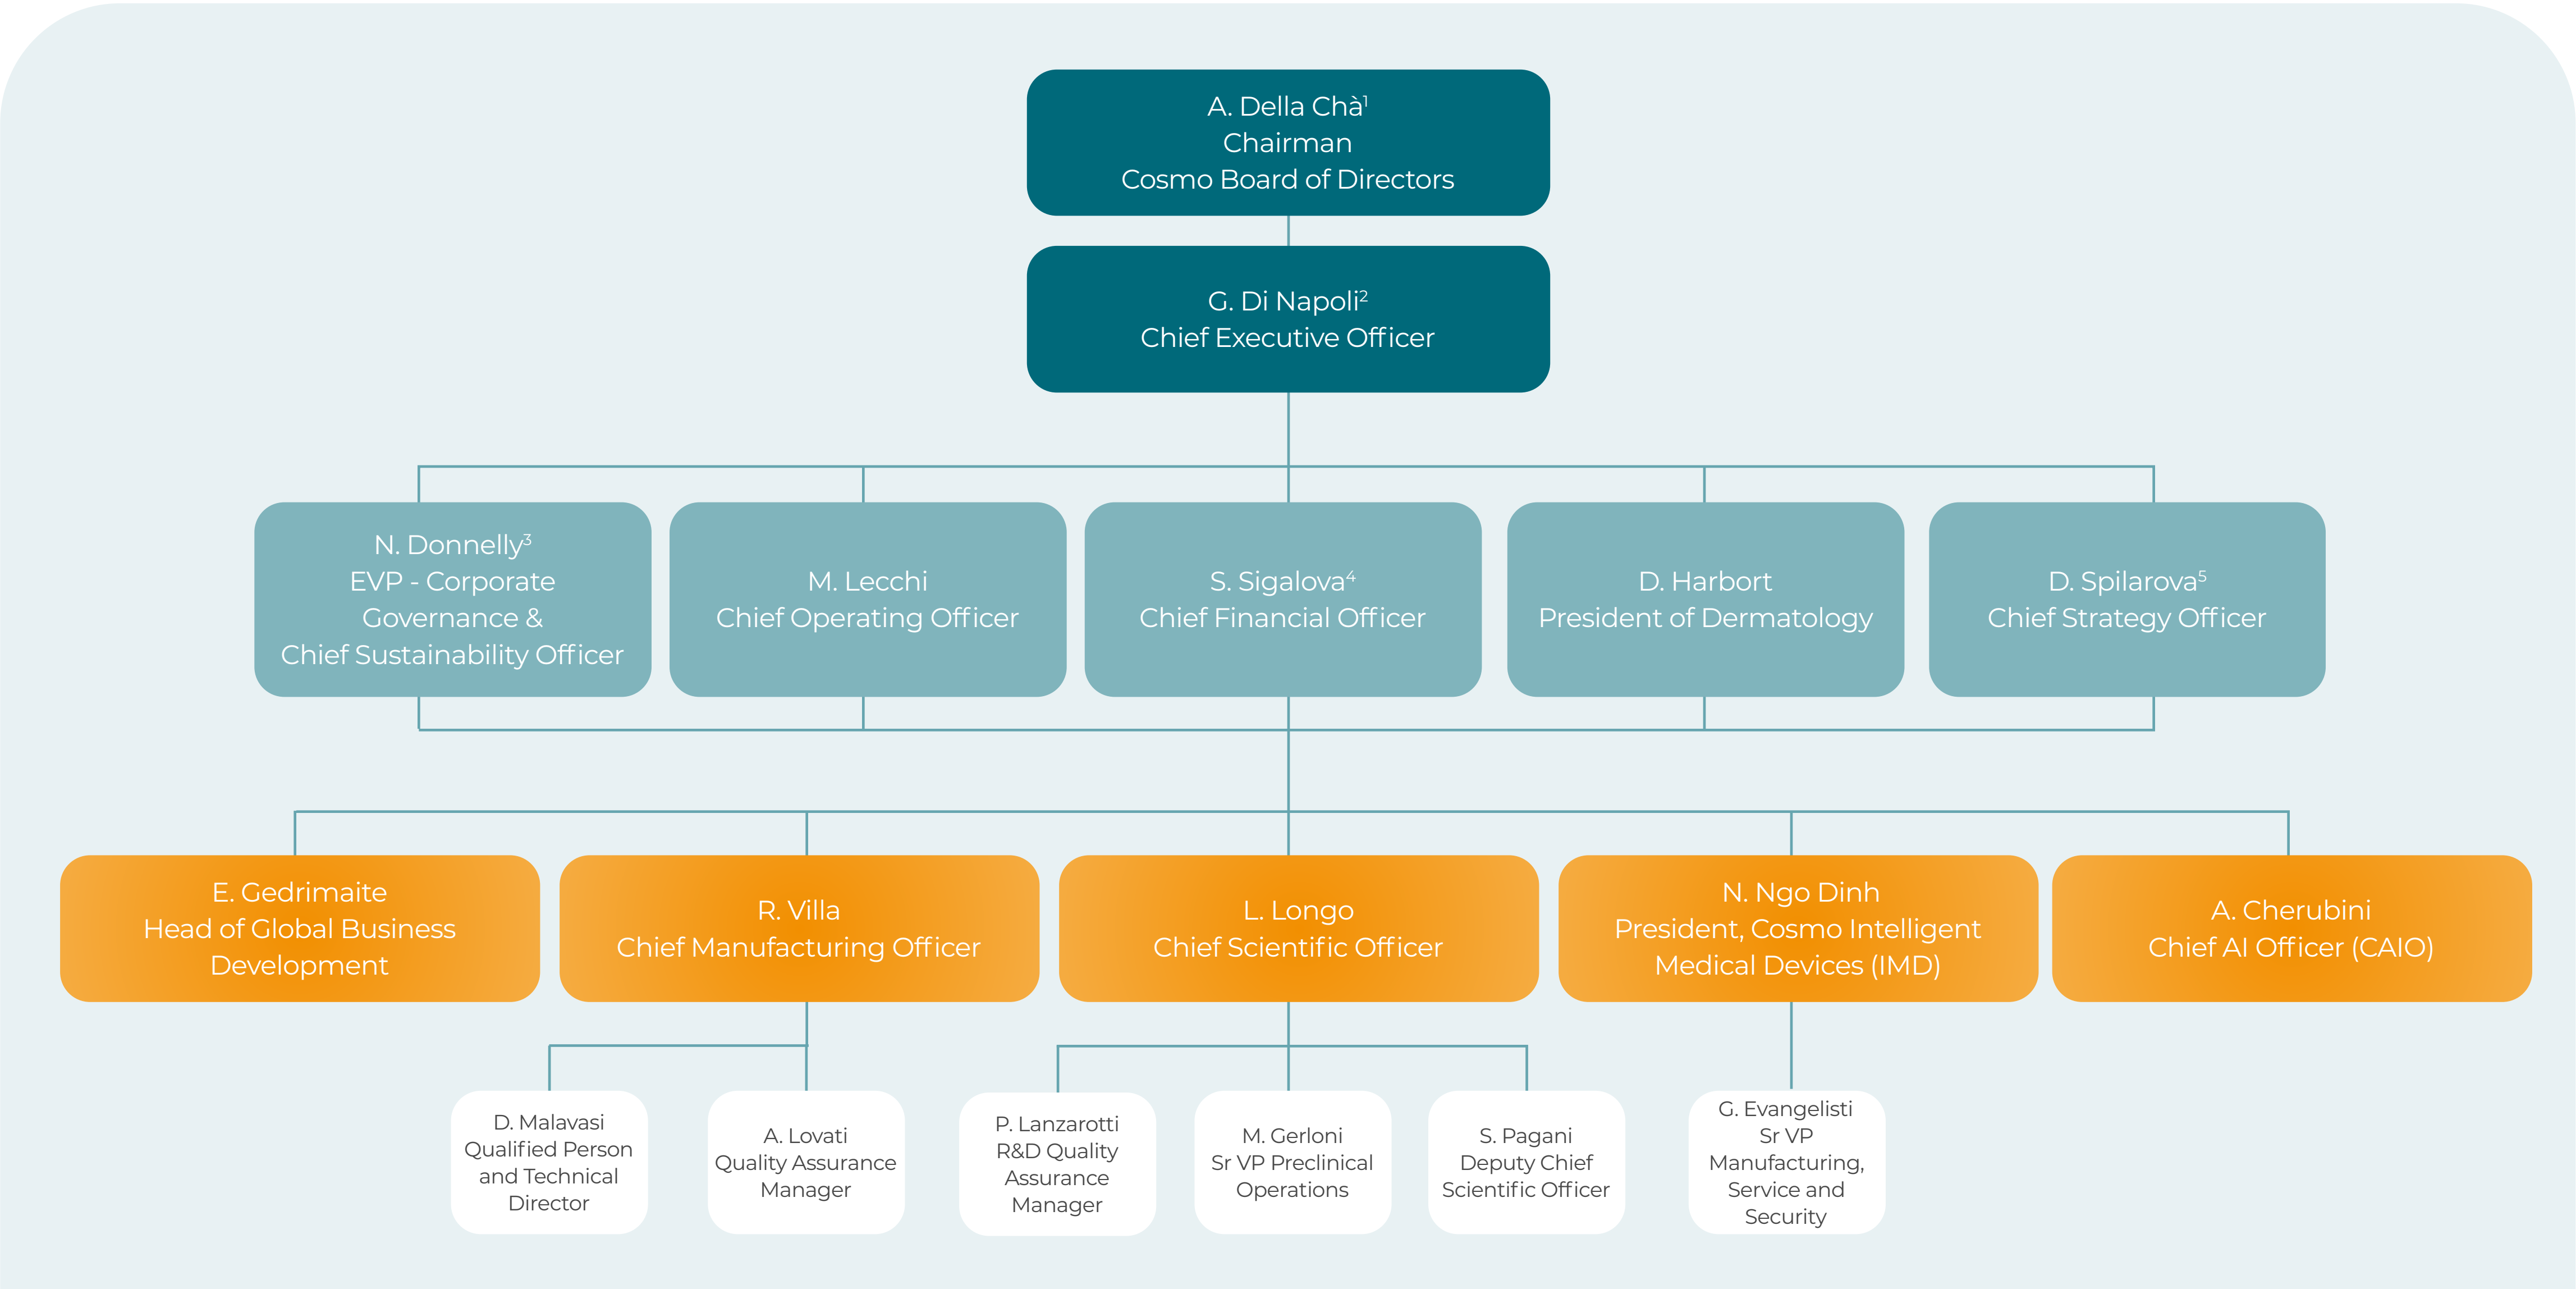 A. Della Chà¹
Chairman
Cosmo Board of Directors
G. Di Napoli²
Chief Executive Officer
N. Donnelly³
EVP - Corporate
Governance &
Chief Sustainability Officer
M. Lecchi
Chief Operating Officer
S. Sigalova⁴
Chief Financial Officer
D. Harbort
President of Dermatology
D. Spilarova⁵
Chief Strategy Officer
E. Gedrimaite
Head of Global Business
Development
R. Villa
Chief Manufacturing Officer
L. Longo
Chief Scientific Officer
N. Ngo Dinh
President, Cosmo Intelligent
Medical Devices (IMD)
A. Cherubini
Chief AI Officer (CAIO)
D. Malavasi
Qualified Person
and Technical
Director
A. Lovati
Quality Assurance
Manager
P. Lanzarotti
R&D Quality
Assurance
Manager
M. Gerloni
Sr VP Preclinical
Operations
S. Pagani
Deputy Chief
Scientific Officer
G. Evangelisti
Sr VP
Manufacturing,
Service and
Security